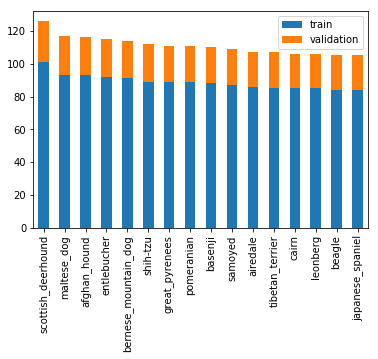 train
validation
120
100
80
60
40
20
0
scottish_deerhound
maltese_dog
afghan_hound
entlebucher
bernese_mountain_dog
shih-tzu
great_pyrenees
pomeranian
basenji
samoyed
airedale
tibetan_terrier
cairn
leonberg
beagle
japanese_spaniel